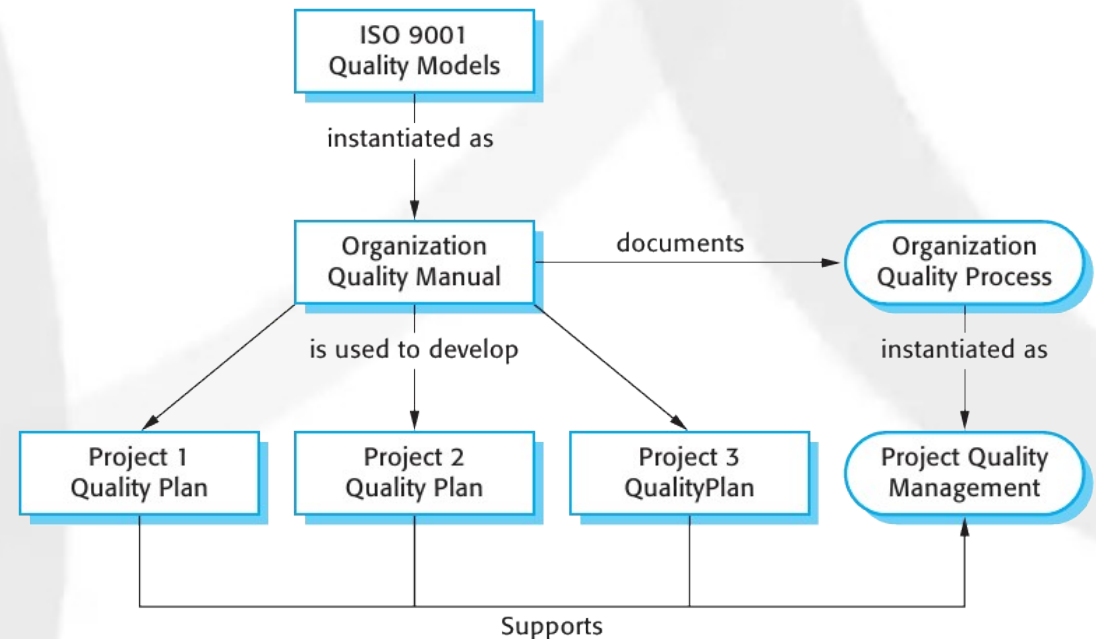 ISO 9001
Quality Models
instantiated as
Organization
Quality Manual
documents
Organization
Quality Process
is used to develop
instantiated as
Project 1
Quality Plan
Project 2
Quality Plan
Project 3
QualityPlan
Project Quality
Management
Supports